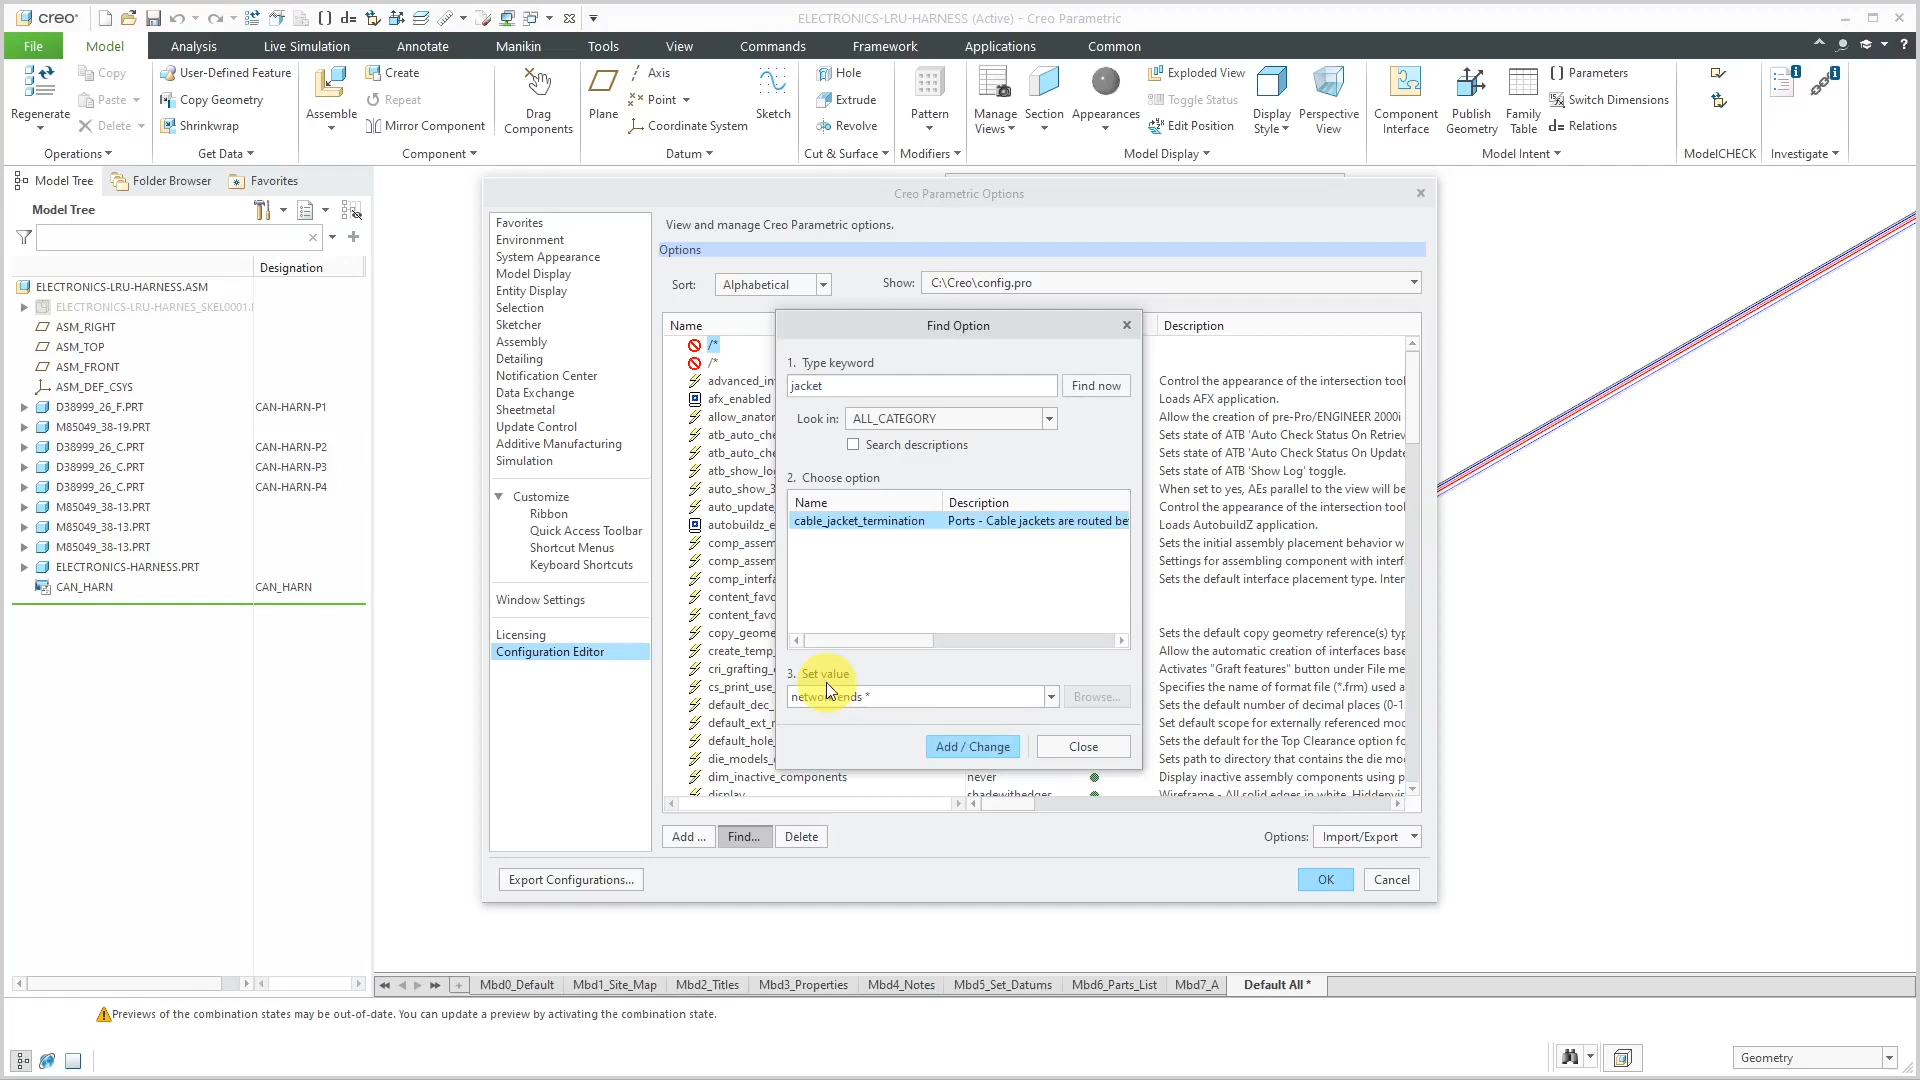 creo
ELECTRONICS-LRU-HARNESS (Active) - Creo Parametric
File
Model
Analysis
Live Simulation
Annotate
Manikin
Tools
View
Commands
Framework
Applications
Common
Regenerate
Copy
Paste
Delete
Operations
User-Defined Feature
Copy Geometry
Shrinkwrap
Get Data
Assemble
Create
Repeat
Mirror Component
Drag Components
Component
Plane
Axis
Point
Coordinate System
Sketch
Datum
Hole
Extrude
Revolve
Cut & Surface
Pattern
Modifiers
Manage Views
Section
Appearances
Exploded View
Toggle Status
Edit Position
Display Style
Perspective View
Model Display
Component Interface
Publish Geometry
Family Table
Parameters
Switch Dimensions
d= Relations
Model Intent
ModelCHECK
Investigate
Model Tree
Folder Browser
Favorites
Model Tree
Designation
ELECTRONICS-LRU-HARNESS.ASM
ELECTRONICS-LRU-HARNES_SKEL0001.
ASM_RIGHT
ASM_TOP
ASM_FRONT
ASM_DEF_CSYS
D38999_26_F.PRT CAN-HARN-P1
M85049_38-19.PRT
D38999_26_C.PRT CAN-HARN-P2
D38999_26_C.PRT CAN-HARN-P3
D38999_26_C.PRT CAN-HARN-P4
M85049_38-13.PRT
M85049_38-13.PRT
M85049_38-13.PRT
ELECTRONICS-HARNESS.PRT
CAN_HARN CAN_HARN
Creo Parametric Options
Favorites
Environment
System Appearance
Model Display
Entity Display
Selection
Sketcher
Assembly
Detailing
Notification Center
Data Exchange
Sheetmetal
Update Control
Additive Manufacturing
Simulation
Customize
Ribbon
Quick Access Toolbar
Shortcut Menus
Keyboard Shortcuts
Window Settings
Licensing
Configuration Editor
View and manage Creo Parametric options.
Options
Sort: Alphabetical
Show: C:\Creo\config.pro
Name
Description
/*
/*
advanced_in Control the appearance of the intersection tool
afx_enabled Loads AFX application.
allow_anator Allow the creation of pre-Pro/ENGINEER 2000i
atb_auto_che Sets state of ATB 'Auto Check Status On Retriev
atb_auto_che Sets state of ATB 'Auto Check Status On Update
atb_show_log Sets state of ATB 'Show Log' toggle.
auto_show_3 When set to yes, AEs parallel to the view will be
auto_update_ Control the appearance of the intersection tool
autobuildz_e Loads AutobuildZ application.
comp_assem Sets the initial assembly placement behavior w
comp_assem Settings for assembling component with interf
comp_interfa Sets the default interface placement type. Inter
content_favo
content_favo
copy_geome Sets the default copy geometry reference(s) typ
create_temp_ Allow the automatic creation of interfaces base
cri_grafting_ Activates "Graft features" button under File me
cs_print_use_ Specifies the name of format file (*.frm) used a
default_dec_ Sets the default number of decimal places (0-1
default_ext_r Set default scope for externally referenced moc
default_hole_ Sets the default for the Top Clearance option fo
die_models_ Sets path to directory that contains the die mo
dim_inactive_components never Display inactive assembly components using p
display shadewithedges Wireframe - All solid edges in white. Hiddenvis
Find Option
1. Type keyword
jacket
Find now
Look in: ALL_CATEGORY
Search descriptions
2. Choose option
Name Description
cable_jacket_termination Ports - Cable jackets are routed be
3. Set value
network ends *
Browse...
Add / Change
Close
Add ...
Find...
Delete
Options: Import/Export
Export Configurations...
OK
Cancel
Mbd0_Default
Mbd1_Site_Map
Mbd2_Titles
Mbd3_Properties
Mbd4_Notes
Mbd5_Set_Datums
Mbd6_Parts_List
Mbd7_A
Default All *
Previews of the combination states may be out-of-date. You can update a preview by activating the combination state.
Geometry